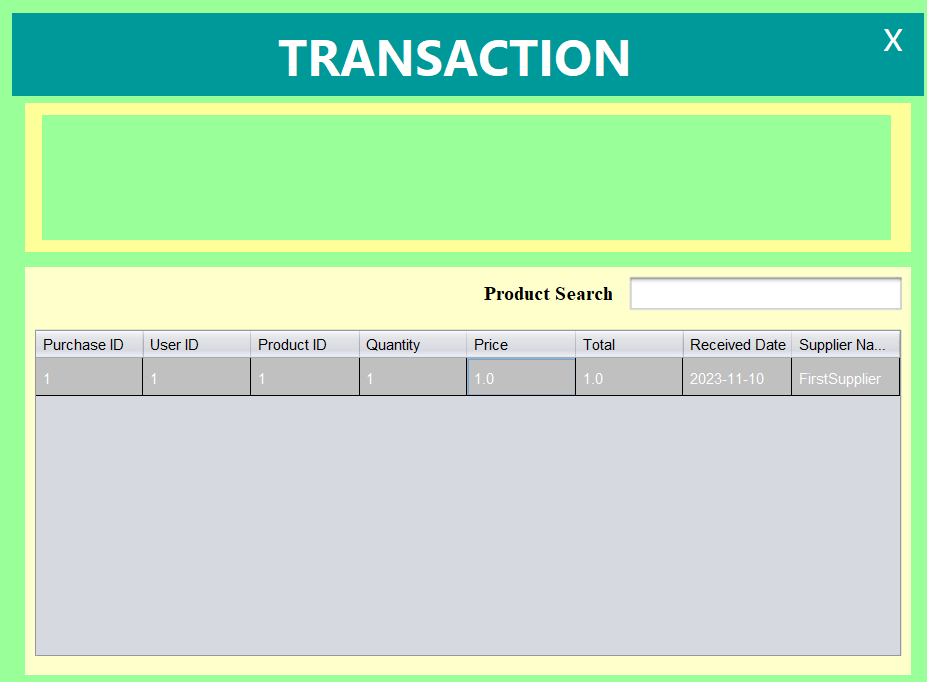 TRANSACTION
X
Product Search
Purchase ID User ID Product ID Quantity Price Total Received Date Supplier Na...
1 1 1 1 1.0 1.0 2023-11-10 FirstSupplier